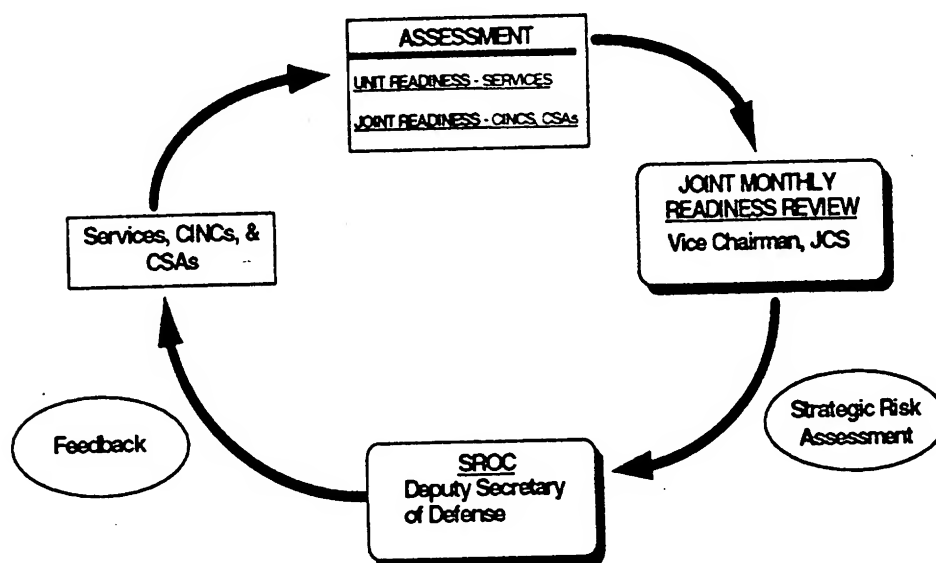 ASSESSMENT
UNIT READINESS - SERVICES
JOINT READINESS - CINCS, CSAs
JOINT MONTHLY
READINESS REVIEW
Vice Chairman, JCS
Services, CINCs, &
CSAs
Strategic Risk
Assessment
Feedback
SROC
Deputy Secretary
of Defense